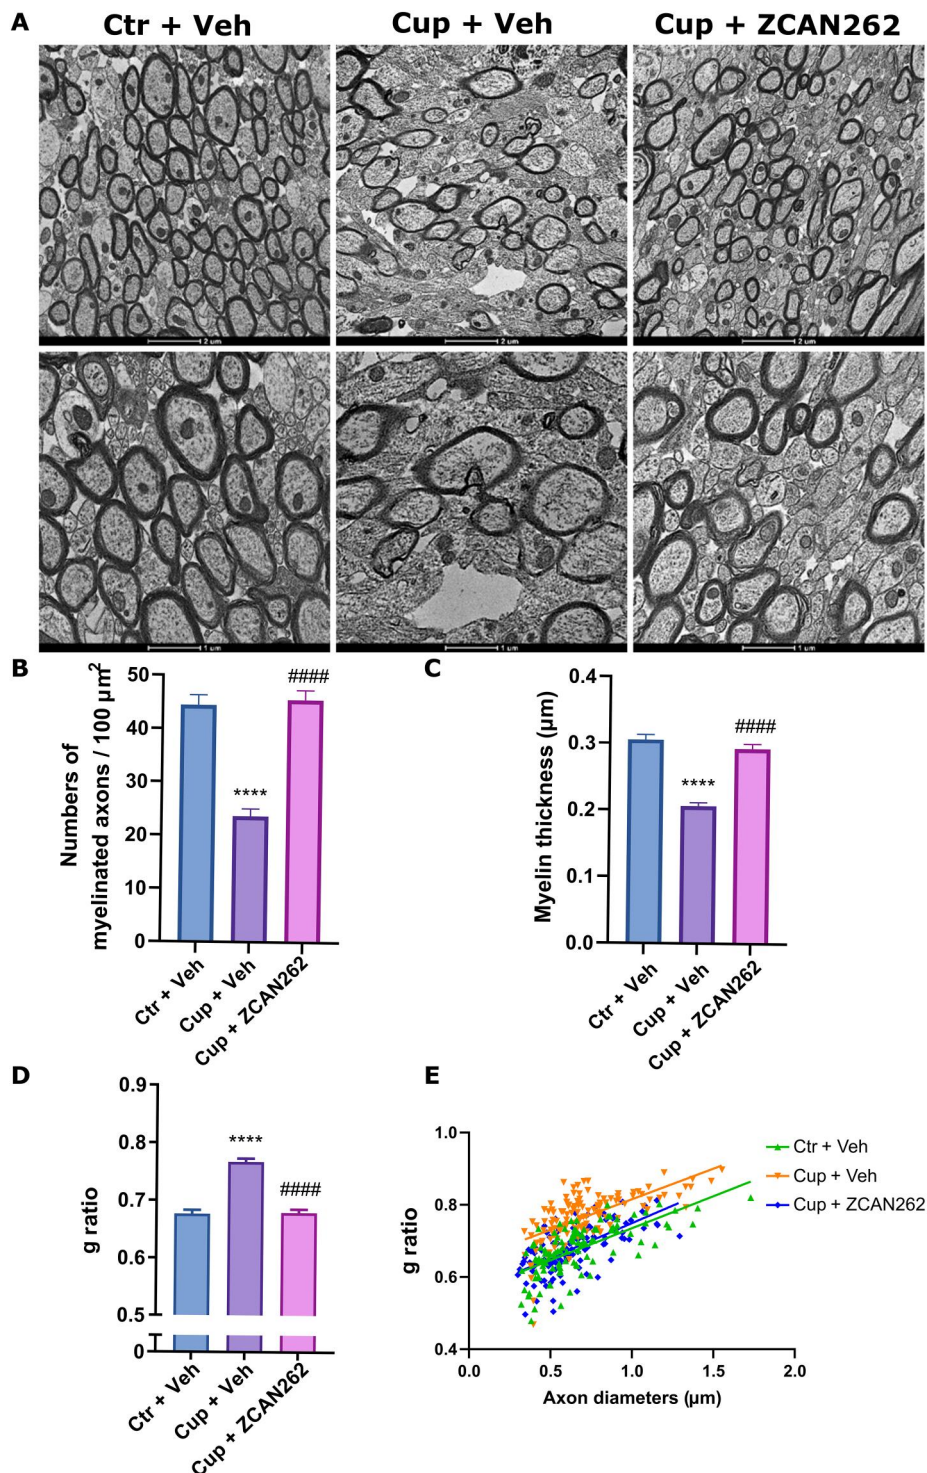 A
Ctr + Veh
Cup + Veh
Cup + ZCAN262
2 um
2 um
2 um
1 um
1 um
1 um
B
Numbers of
myelinated axons / 100 µm²
50
40
30
20
10
0
####
****
Ctr + Veh
Cup + Veh
Cup + ZCAN262
C
Myelin thickness (µm)
0.4
0.3
0.2
0.1
0.0
####
****
Ctr + Veh
Cup + Veh
Cup + ZCAN262
D
g ratio
0.9
0.8
0.7
0.6
0.5
0
****
####
Ctr + Veh
Cup + Veh
Cup + ZCAN262
E
g ratio
1.0
0.8
0.6
0.4
0.0
0.5
1.0
1.5
2.0
Axon diameters (µm)
Ctr + Veh
Cup + Veh
Cup + ZCAN262